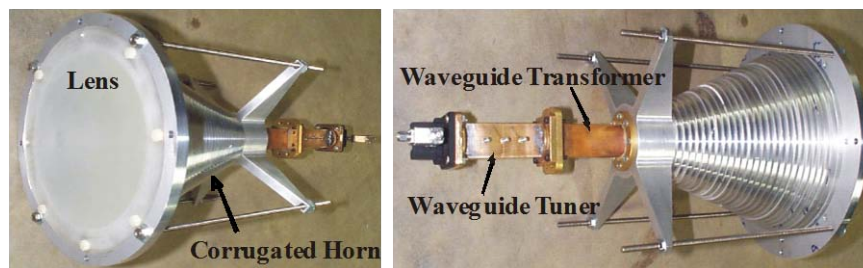 Lens
Corrugated Horn
Waveguide Transformer
Waveguide Tuner